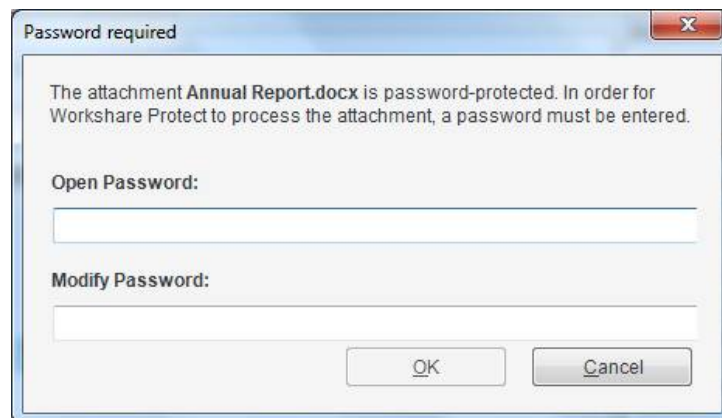 Password required
The attachment Annual Report.docx is password-protected. In order for
Workshare Protect to process the attachment, a password must be entered.
Open Password:
Modify Password:
OK
Cancel